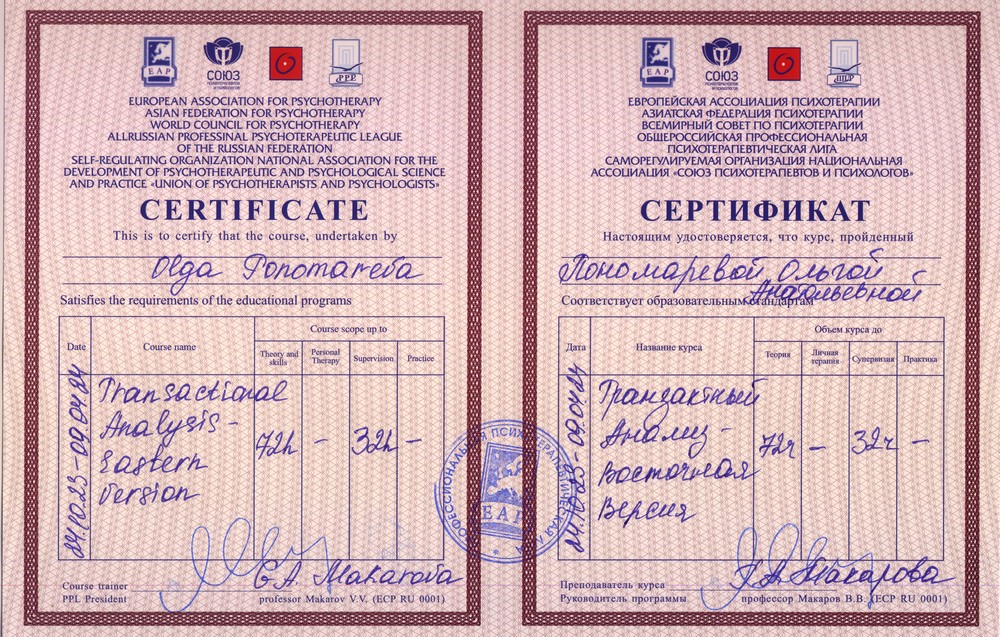 EAP
СОЮЗ
ПСИХОТЕРАПЕВТОВ
И ПСИХОЛОГОВ
PPL
EUROPEAN ASSOCIATION FOR PSYCHOTHERAPY
ASIAN FEDERATION FOR PSYCHOTHERAPY
WORLD COUNCIL FOR PSYCHOTHERAPY
ALLRUSSIAN PROFESSINAL PSYCHOTERAPEUTIC LEAGUE
OF THE RUSSIAN FEDERATION
SELF-REGULATING ORGANIZATION NATIONAL ASSOCIATION FOR THE
DEVELOPMENT OF PSYCHOTHERAPEUTIC AND PSYCHOLOGICAL SCIENCE
AND PRACTICE «UNION OF PSYCHOTHERAPISTS AND PSYCHOLOGISTS»
CERTIFICATE
This is to certify that the course, undertaken by
Olga Ponomareva
Satisfies the requirements of the educational programs
Date
Course name
Course scope up to
Theory and
skills
Personal
Therapy
Supervision
Practice
24.10.23-09.04.24
Transactional
Analysis -
Eastern
Version
72h
-
32h
-
Course trainer
PPL President
professor Makarov V.V. (ECP RU 0001)
EAP
СОЮЗ
ПСИХОТЕРАПЕВТОВ
И ПСИХОЛОГОВ
ППЛ
ЕВРОПЕЙСКАЯ АССОЦИАЦИЯ ПСИХОТЕРАПИИ
АЗИАТСКАЯ ФЕДЕРАЦИЯ ПСИХОТЕРАПИИ
ВСЕМИРНЫЙ СОВЕТ ПО ПСИХОТЕРАПИИ
ОБЩЕРОССИЙСКАЯ ПРОФЕССИОНАЛЬНАЯ
ПСИХОТЕРАПЕВТИЧЕСКАЯ ЛИГА
САМОРЕГУЛИРУЕМАЯ ОРГАНИЗАЦИЯ НАЦИОНАЛЬНАЯ
АССОЦИАЦИЯ «СОЮЗ ПСИХОТЕРАПЕВТОВ И ПСИХОЛОГОВ»
СЕРТИФИКАТ
Настоящим удостоверяется, что курс, пройденный
Пономаревой Ольгой
Анатольевной
Соответствует образовательным стандартам
Дата
Название курса
Объем курса до
Теория
Личная
терапия
Супервизия
Практика
24.10.23-09.04.24
Транзактный
Анализ -
Восточная
Версия
72ч
-
32ч
-
Преподаватель курса
Г.А. Макарова
Руководитель программы
профессор Макаров В.В. (ECP RU 0001)
EAP